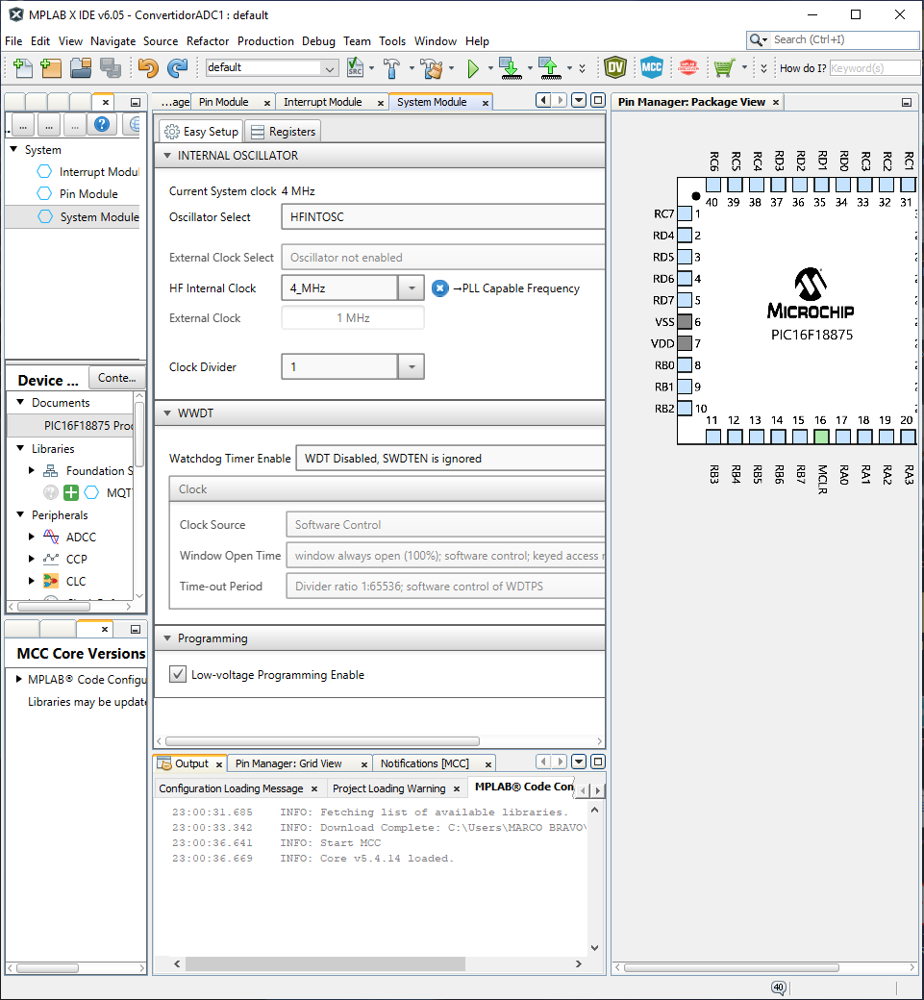 MPLAB X IDE v6.05 - ConvertidorADC1 : default
File Edit View Navigate Source Refactor Production Debug Team Tools Window Help
Search (Ctrl+I)
default
SRC
DV
MCC
How do I? Keyword(s)
...age
Pin Module
Interrupt Module
System Module
Pin Manager: Package View
... ... ...
System
Interrupt Modu
Pin Module
System Module
Easy Setup
Registers
INTERNAL OSCILLATOR
Current System clock 4 MHz
Oscillator Select HFINTOSC
External Clock Select Oscillator not enabled
HF Internal Clock 4_MHz →PLL Capable Frequency
External Clock 1 MHz
Clock Divider 1
WWDT
Watchdog Timer Enable WDT Disabled, SWDTEN is ignored
Clock
Clock Source Software Control
Window Open Time window always open (100%); software control; keyed access r
Time-out Period Divider ratio 1:65536; software control of WDTPS
Programming
Low-voltage Programming Enable
Device ...
Conte...
Documents
PIC16F18875 Proc
Libraries
Foundation S
MQT
Peripherals
ADCC
CCP
CLC
MCC Core Versions
MPLAB® Code Configu
Libraries may be update
RC6 RC5 RC4 RD3 RD2 RD1 RD0 RC3 RC2 RC1
40 39 38 37 36 35 34 33 32 31
RC7 1
RD4 2
RD5 3
RD6 4
RD7 5
VSS 6
VDD 7
RB0 8
RB1 9
RB2 10
MICROCHIP
PIC16F18875
11 12 13 14 15 16 17 18 19 20
RB3 RB4 RB5 RB6 RB7 MCLR RA0 RA1 RA2 RA3
Output
Pin Manager: Grid View
Notifications [MCC]
Configuration Loading Message
Project Loading Warning
MPLAB® Code Con
23:00:31.685 INFO: Fetching list of available libraries.
23:00:33.342 INFO: Download Complete: C:\Users\MARCO BRAVO\
23:00:36.641 INFO: Start MCC
23:00:36.669 INFO: Core v5.4.14 loaded.
40